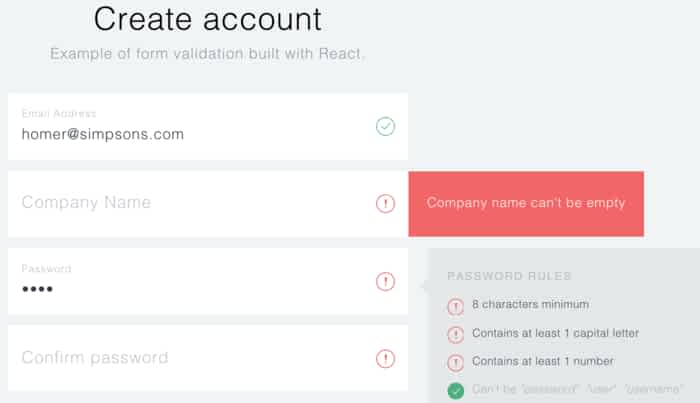 Create account
Example of form validation built with React.
Email Address
homer@simpsons.com
Company Name
Company name can't be empty
Password
••••
PASSWORD RULES
8 characters minimum
Contains at least 1 capital letter
Contains at least 1 number
Confirm password
Can't be "password", "user", "username"